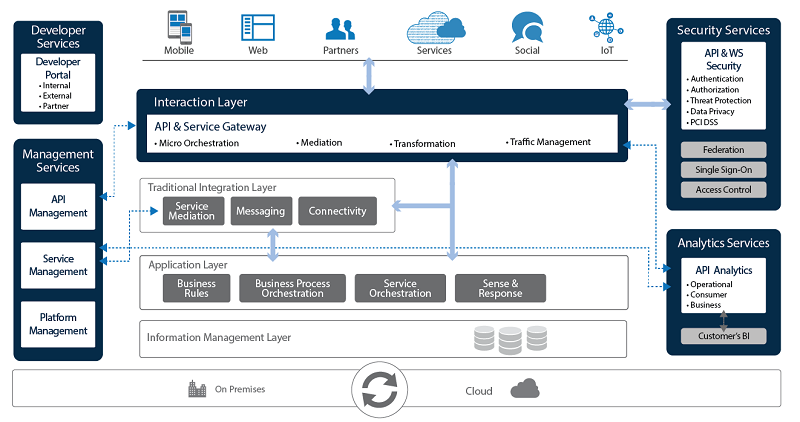 Developer
Services
Developer
Portal
• Internal
• External
• Partner
Mobile
Web
Partners
Services
Social
IoT
Security Services
API & WS
Security
• Authentication
• Authorization
• Threat Protection
• Data Privacy
• PCI DSS
Federation
Single Sign-On
Access Control
Interaction Layer
API & Service Gateway
• Micro Orchestration
• Mediation
• Transformation
• Traffic Management
Management
Services
API
Management
Service
Management
Platform
Management
Traditional Integration Layer
Service
Mediation
Messaging
Connectivity
Application Layer
Business
Rules
Business Process
Orchestration
Service
Orchestration
Sense &
Response
Information Management Layer
Analytics Services
API Analytics
• Operational
• Consumer
• Business
Customer's BI
On Premises
Cloud